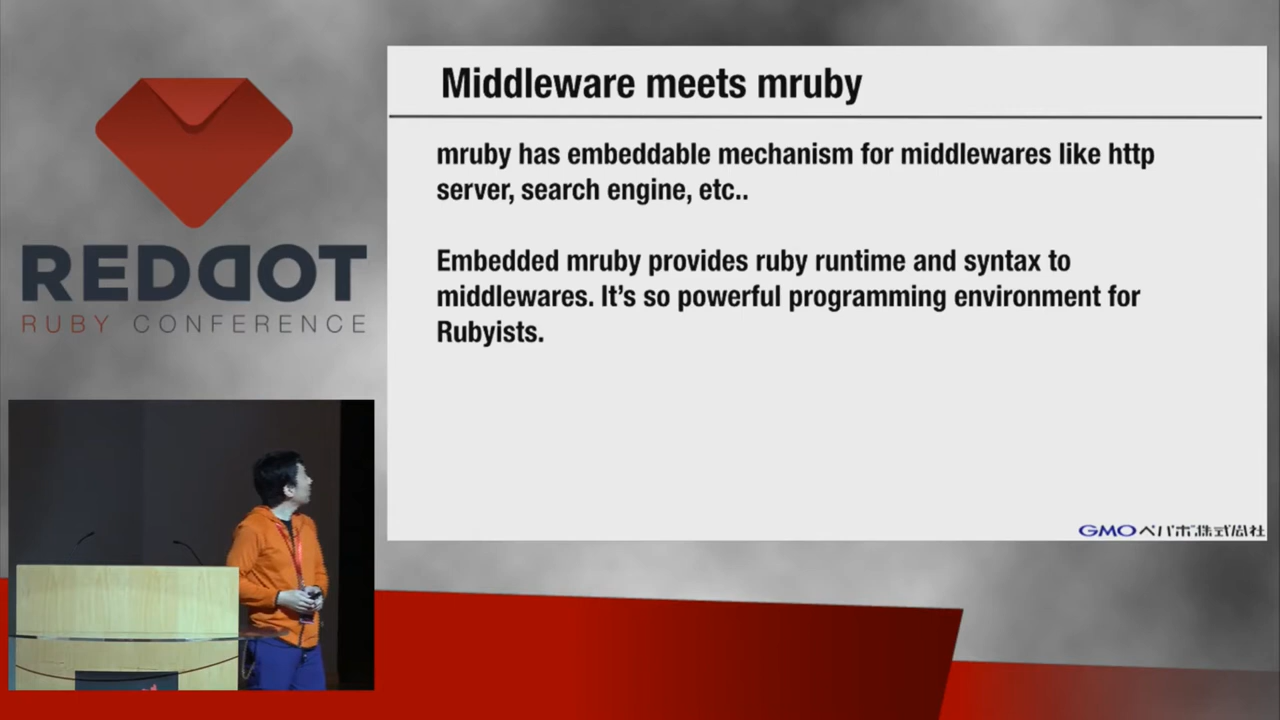 REDDOT
RUBY CONFERENCE
Middleware meets mruby
mruby has embeddable mechanism for middlewares like http
server, search engine, etc..
Embedded mruby provides ruby runtime and syntax to
middlewares. It’s so powerful programming environment for
Rubyists.
GMOペパボ株式会社